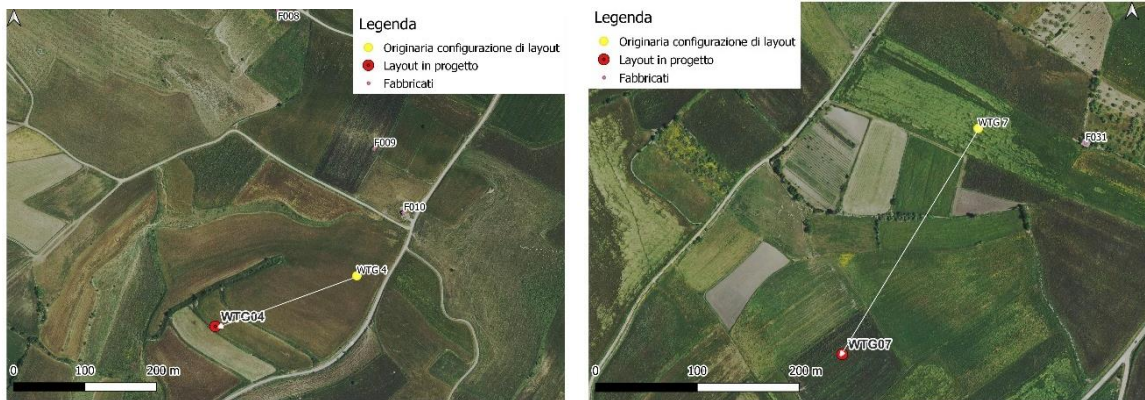 F008
Legenda
Originaria configurazione di layout
Layout in progetto
Fabbricati
F009
F010
WTG 4
WTG04
0 100 200 m
Legenda
Originaria configurazione di layout
Layout in progetto
Fabbricati
WTG 7
F031
WTG07
0 100 200 m